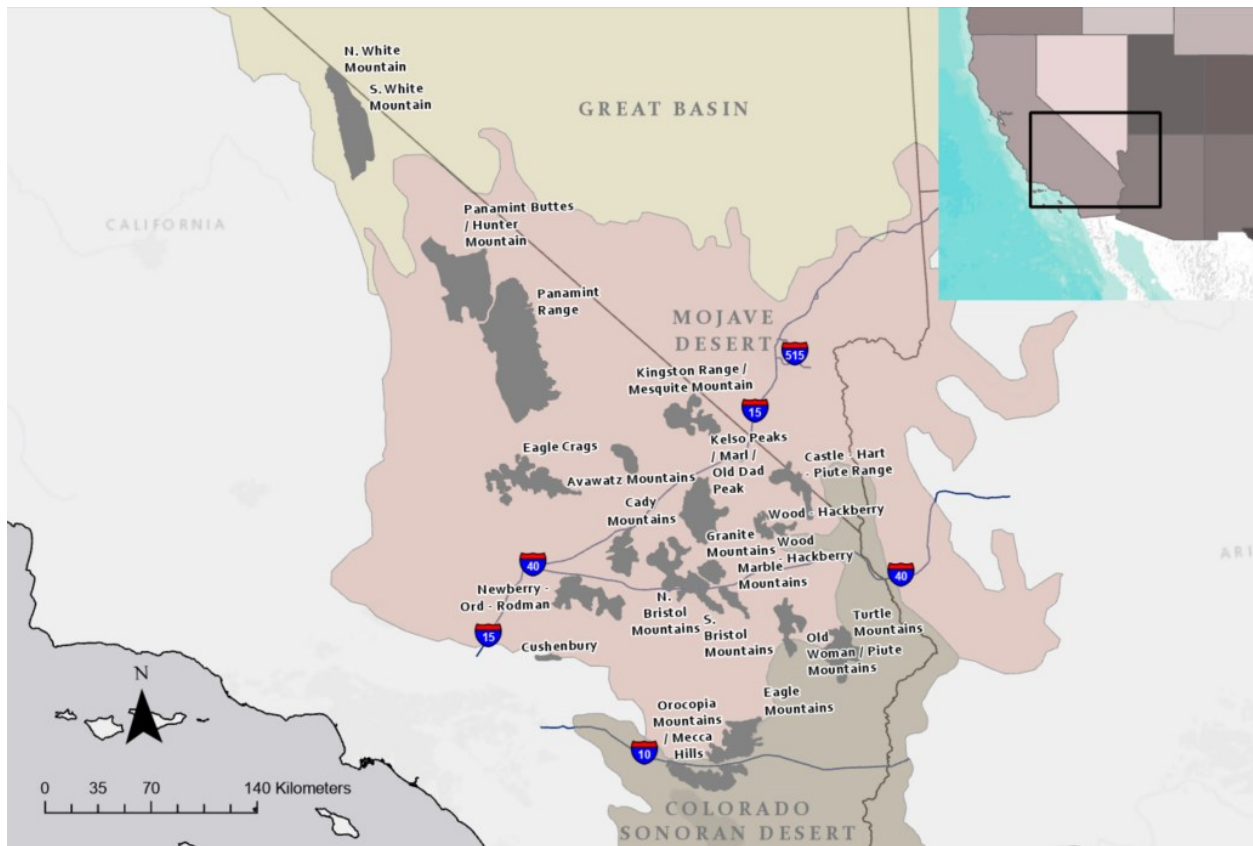 N. White
Mountain
S. White
Mountain
GREAT BASIN
CALIFORNIA
Panamint Buttes
/ Hunter
Mountain
Panamint
Range
MOJAVE
DESERT
515
Kingston Range /
Mesquite Mountain
15
Eagle Crags
Kelso Peaks
/ Marl /
Old Dad
Peak
Castle - Hart
- Piute Range
Avawatz Mountains
Cady
Mountains
Wood - Hackberry
Granite
Mountains
Wood
- Hackberry
Marble
Mountains
ARI
40
40
Newberry -
Ord - Rodman
N.
Bristol
Mountains
S.
Bristol
Mountains
Turtle
Mountains
15
Cushenbury
Old
Woman / Piute
Mountains
N
Orocopia
Mountains
/ Mecca
Hills
Eagle
Mountains
10
0 35 70 140 Kilometers
COLORADO
SONORAN DESERT